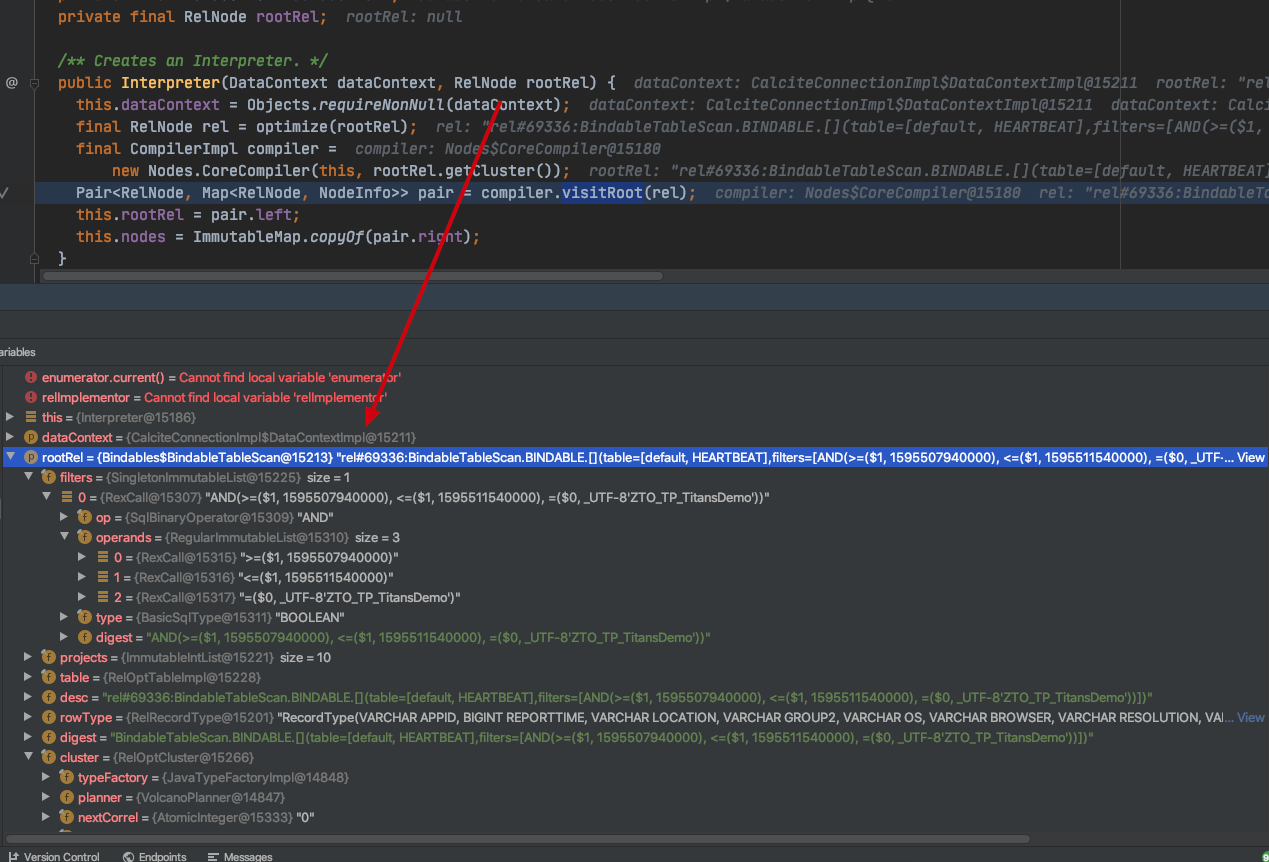 private final RelNode rootRel; rootRel: null
/** Creates an Interpreter. */
@
public Interpreter(DataContext dataContext, RelNode rootRel) { dataContext: CalciteConnectionImpl$DataContextImpl@15211 rootRel: "rel
this.dataContext = Objects.requireNonNull(dataContext); dataContext: CalciteConnectionImpl$DataContextImpl@15211 dataContext: Calci
final RelNode rel = optimize(rootRel); rel: "rel#69336:BindableTableScan.BINDABLE.[](table=[default, HEARTBEAT],filters=[AND(>=($1,
final CompilerImpl compiler = compiler: Nodes$CoreCompiler@15180
new Nodes.CoreCompiler(this, rootRel.getCluster()); rootRel: "rel#69336:BindableTableScan.BINDABLE.[](table=[default, HEARTBEAT]
Pair<RelNode, Map<RelNode, NodeInfo>> pair = compiler.visitRoot(rel); compiler: Nodes$CoreCompiler@15180 rel: "rel#69336:BindableTa
this.rootRel = pair.left;
this.nodes = ImmutableMap.copyOf(pair.right);
}
ariables
enumerator.current() = Cannot find local variable 'enumerator'
relImplementor = Cannot find local variable 'relImplementor'
this = {Interpreter@15186}
dataContext = {CalciteConnectionImpl$DataContextImpl@15211}
rootRel = {Bindables$BindableTableScan@15213} "rel#69336:BindableTableScan.BINDABLE.[](table=[default, HEARTBEAT],filters=[AND(>=($1, 1595507940000), <=($1, 1595511540000), =($0, _UTF-... View
filters = {SingletonImmutableList@15225} size = 1
0 = {RexCall@15307} "AND(>=($1, 1595507940000), <=($1, 1595511540000), =($0, _UTF-8'ZTO_TP_TitansDemo'))"
op = {SqlBinaryOperator@15309} "AND"
operands = {RegularImmutableList@15310} size = 3
0 = {RexCall@15315} ">=($1, 1595507940000)"
1 = {RexCall@15316} "<=($1, 1595511540000)"
2 = {RexCall@15317} "=($0, _UTF-8'ZTO_TP_TitansDemo')"
type = {BasicSqlType@15311} "BOOLEAN"
digest = "AND(>=($1, 1595507940000), <=($1, 1595511540000), =($0, _UTF-8'ZTO_TP_TitansDemo'))"
projects = {ImmutableIntList@15221} size = 10
table = {RelOptTableImpl@15228}
desc = "rel#69336:BindableTableScan.BINDABLE.[](table=[default, HEARTBEAT],filters=[AND(>=($1, 1595507940000), <=($1, 1595511540000), =($0, _UTF-8'ZTO_TP_TitansDemo'))])"
rowType = {RelRecordType@15201} "RecordType(VARCHAR APPID, BIGINT REPORTTIME, VARCHAR LOCATION, VARCHAR GROUP2, VARCHAR OS, VARCHAR BROWSER, VARCHAR RESOLUTION, VAI... View
digest = "BindableTableScan.BINDABLE.[](table=[default, HEARTBEAT],filters=[AND(>=($1, 1595507940000), <=($1, 1595511540000), =($0, _UTF-8'ZTO_TP_TitansDemo'))])"
cluster = {RelOptCluster@15266}
typeFactory = {JavaTypeFactoryImpl@14848}
planner = {VolcanoPlanner@14847}
nextCorrel = {AtomicInteger@15333} "0"
Version Control Endpoints Messages